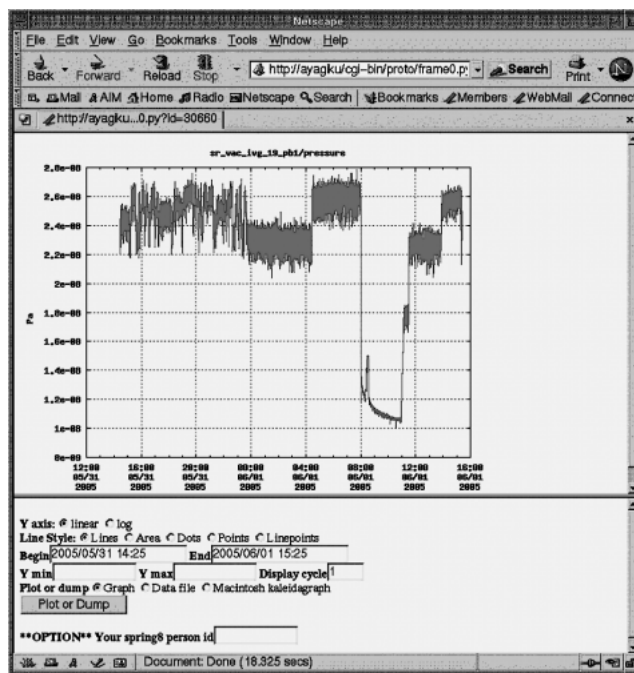 Netscape
File Edit View Go Bookmarks Tools Window Help
Back Forward Reload Stop http://ayagiku/cgi-bin/proto/frame0.p Search Print
Mail AIM Home Radio Netscape Search Bookmarks Members WebMail Connect
http://ayagiku...0.py?id=30660
sr_vac_ivg_19_pb1/pressure
2.8e-08
2.6e-08
2.4e-08
2.2e-08
2e-08
Pa
1.8e-08
1.6e-08
1.4e-08
1.2e-08
1e-08
8e-09
12:00 16:00 20:00 00:00 04:00 08:00 12:00 16:00
05/31 05/31 05/31 06/01 06/01 06/01 06/01 06/01
2005 2005 2005 2005 2005 2005 2005 2005
Y axis: linear log
Line Style: Lines Area Dots Points Linepoints
Begin 2005/05/31 14:25 End 2005/06/01 15:25
Y min Y max Display cycle 1
Plot or dump Graph Data file Macintosh kaleidagraph
Plot or Dump
**OPTION** Your spring8 person id
Document: Done (18.325 secs)